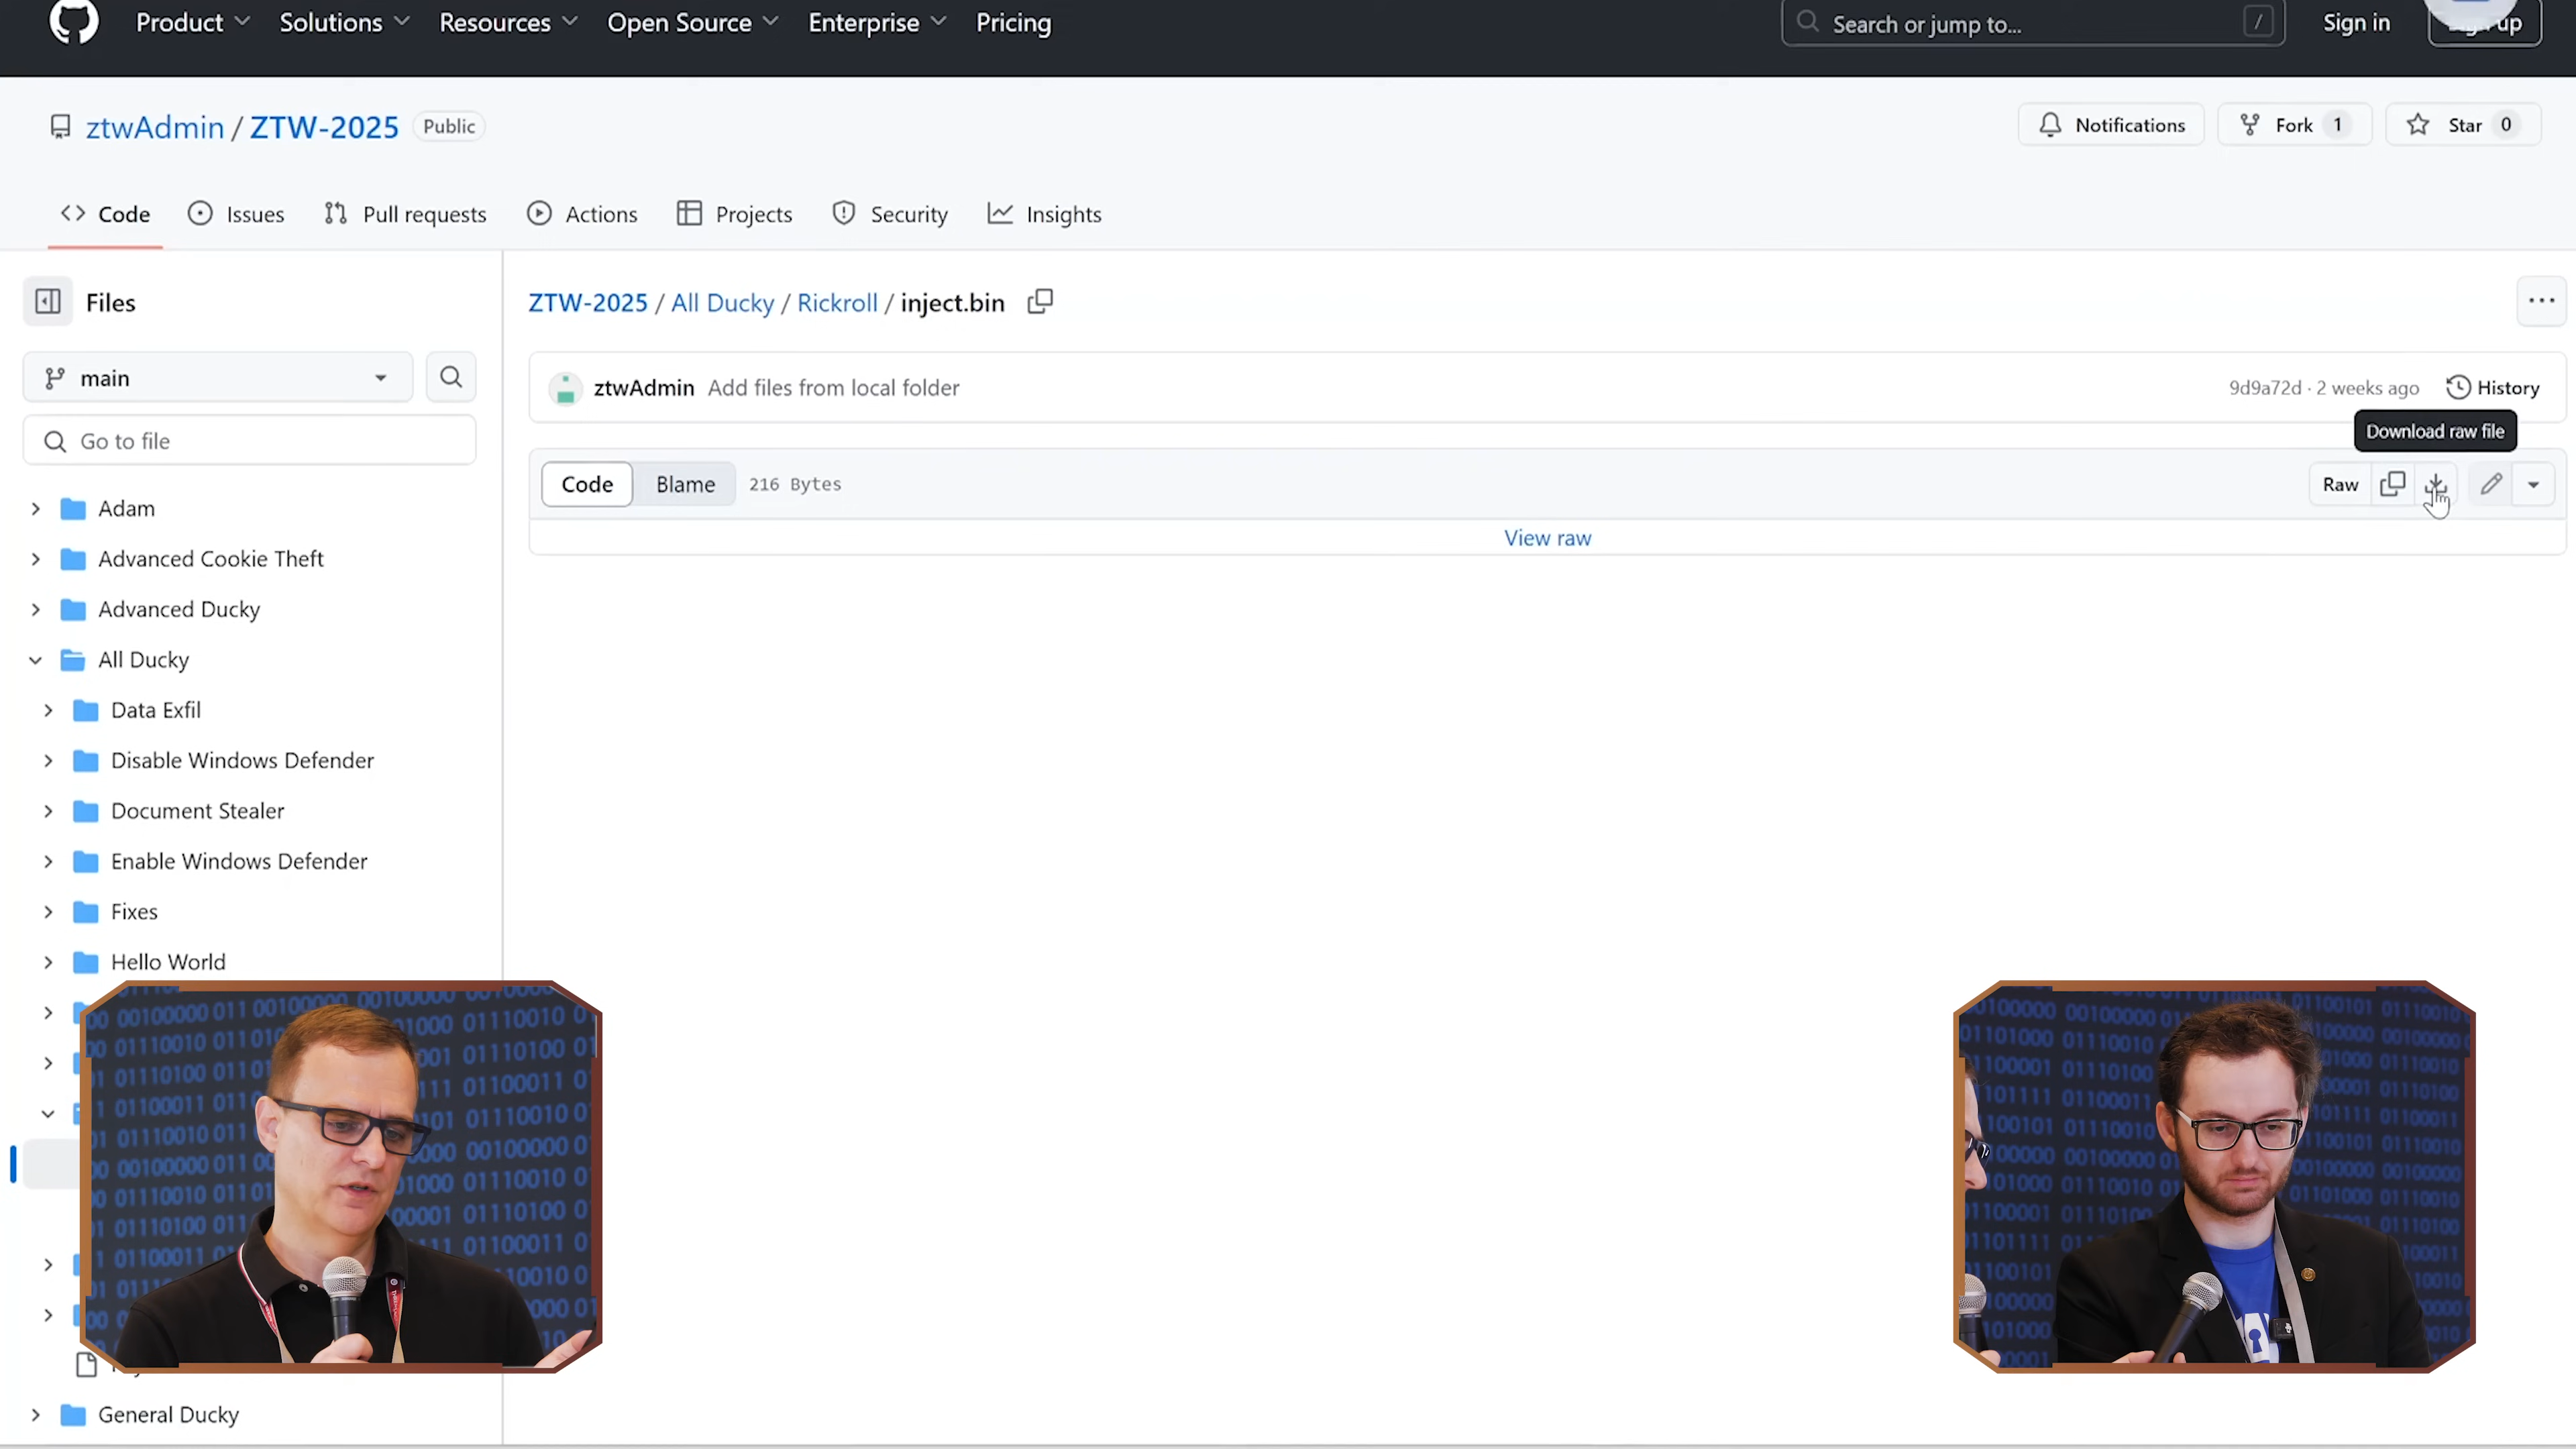 Product Solutions Resources Open Source Enterprise Pricing Search or jump to... / Sign in up
ztwAdmin / ZTW-2025 Public Notifications Fork 1 Star 0
Code Issues Pull requests Actions Projects Security Insights
Files
main
Go to file
Adam
Advanced Cookie Theft
Advanced Ducky
All Ducky
Data Exfil
Disable Windows Defender
Document Stealer
Enable Windows Defender
Fixes
Hello World
General Ducky
ZTW-2025 / All Ducky / Rickroll / inject.bin
ztwAdmin Add files from local folder 9d9a72d · 2 weeks ago History
Download raw file
Code Blame 216 Bytes Raw
View raw